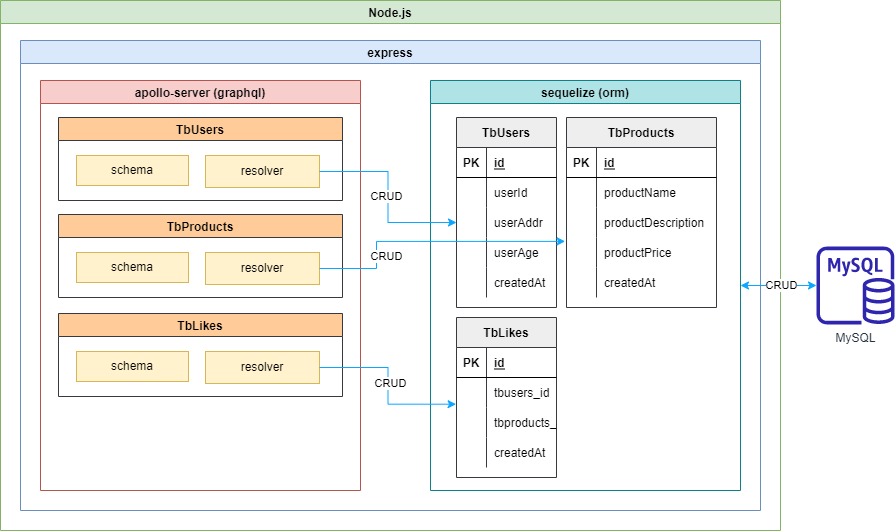 Node.js
express
apollo-server (graphql)
TbUsers
schema
resolver
TbProducts
schema
resolver
TbLikes
schema
resolver
CRUD
CRUD
CRUD
sequelize (orm)
TbUsers
PK id
userId
userAddr
userAge
createdAt
TbProducts
PK id
productName
productDescription
productPrice
createdAt
TbLikes
PK id
tbusers_id
tbproducts_
createdAt
CRUD
MySQL
MySQL